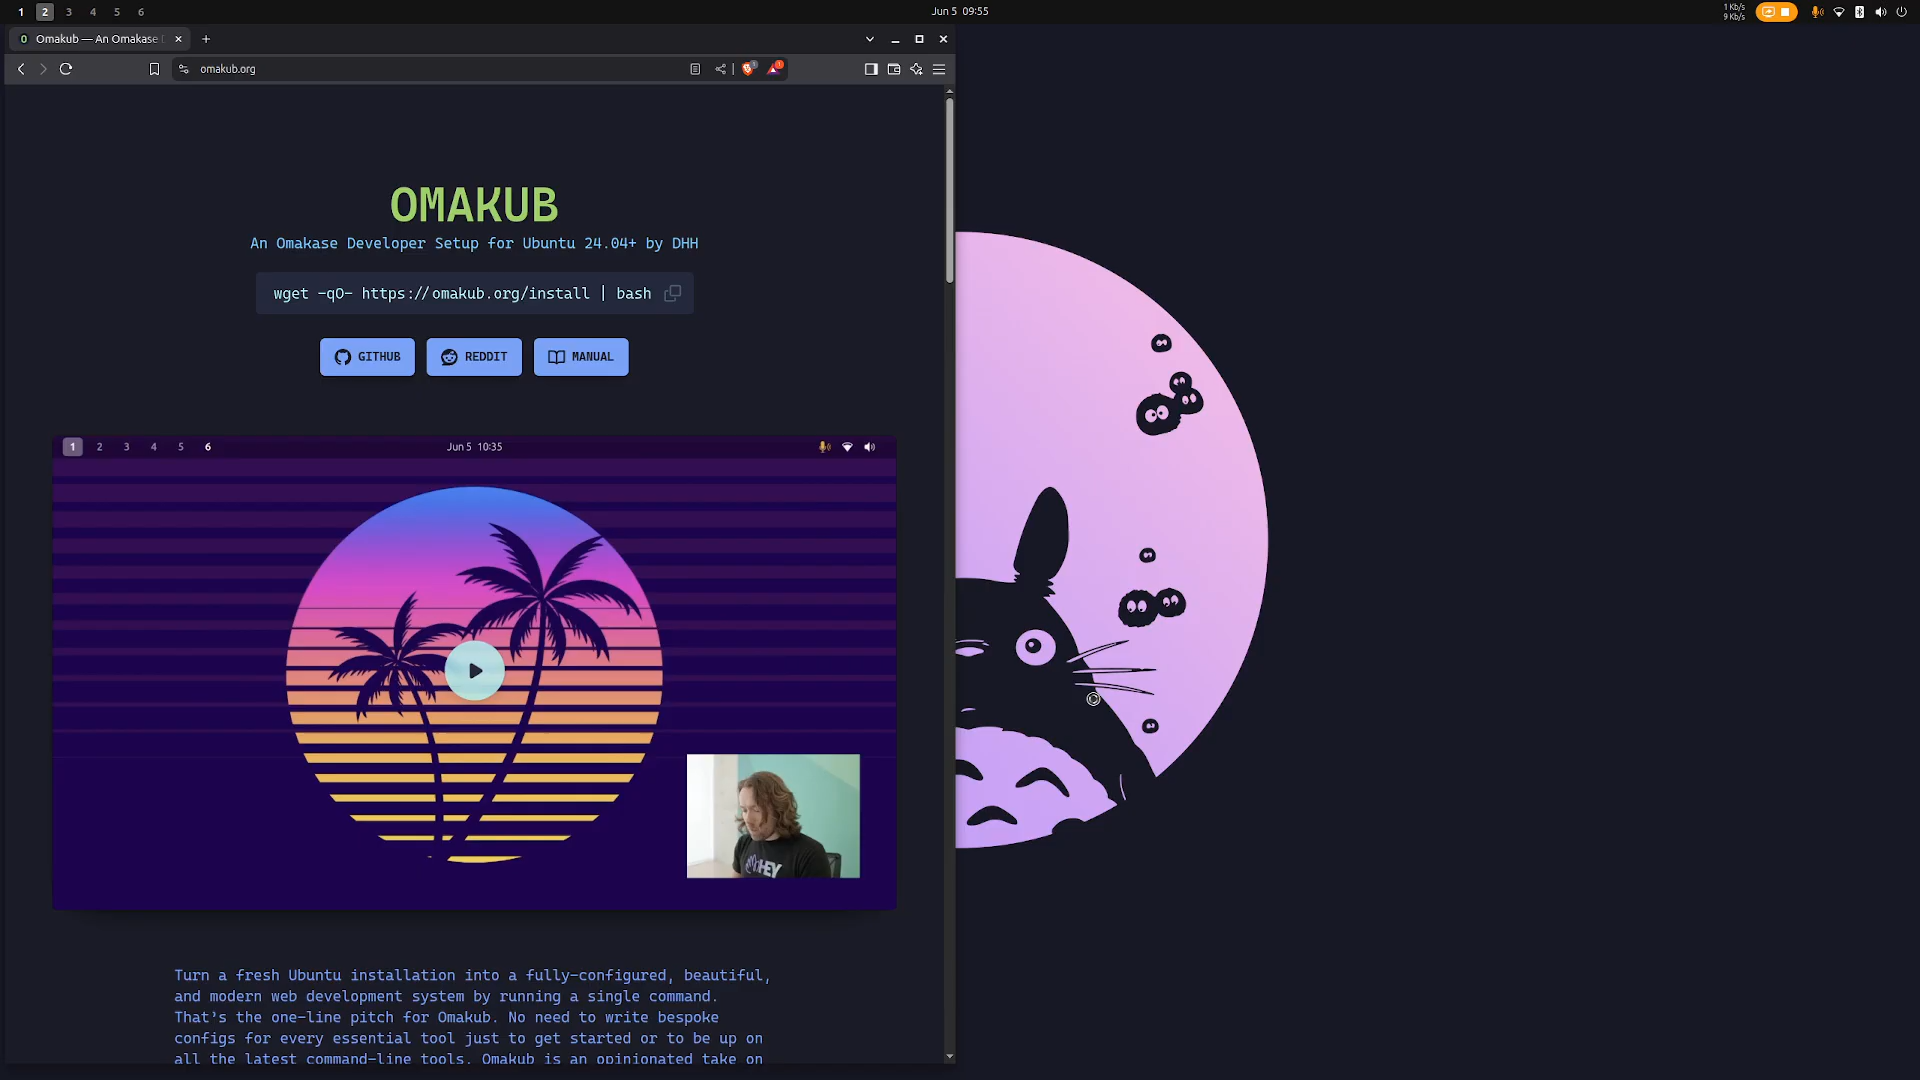 1 2 3 4 5 6
Jun 5 09:55
1 Kb/s
9 Kb/s
Omakub — An Omakase
omakub.org
OMAKUB
An Omakase Developer Setup for Ubuntu 24.04+ by DHH
wget -qO- https://omakub.org/install | bash
GITHUB
REDDIT
MANUAL
1 2 3 4 5 6
Jun 5 10:35
HEY
Turn a fresh Ubuntu installation into a fully-configured, beautiful,
and modern web development system by running a single command.
That's the one-line pitch for Omakub. No need to write bespoke
configs for every essential tool just to get started or to be up on
all the latest command-line tools. Omakub is an opinionated take on